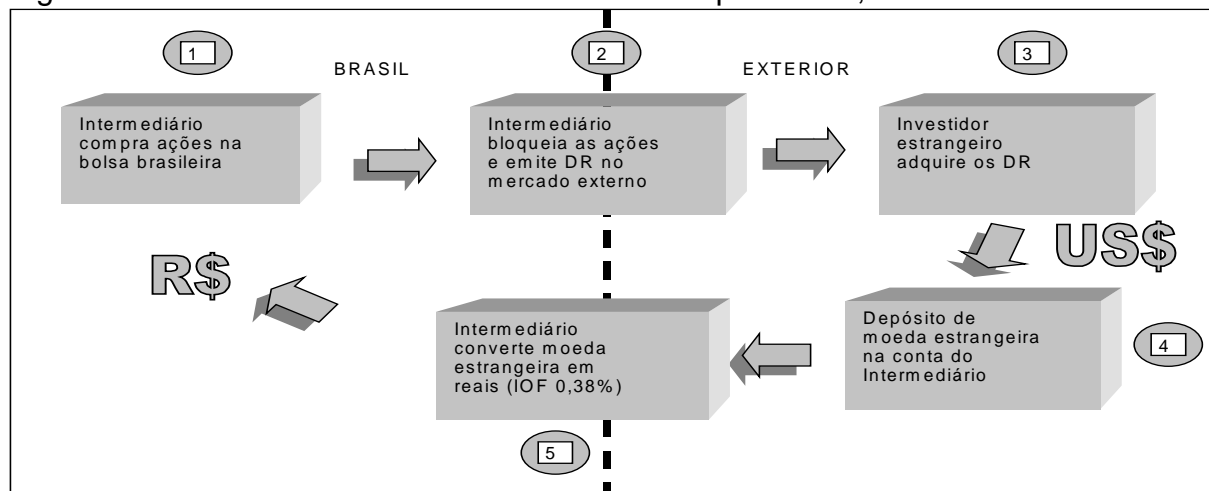 1
2
3
BRASIL
EXTERIOR
Intermediário
compra ações na
bolsa brasileira
Intermediário
bloqueia as ações
e emite DR no
mercado externo
Investidor
estrangeiro
adquire os DR
R$
US$
Intermediário
converte moeda
estrangeira em
reais (IOF 0,38%)
Depósito de
moeda estrangeira
na conta do
Intermediário
4
5